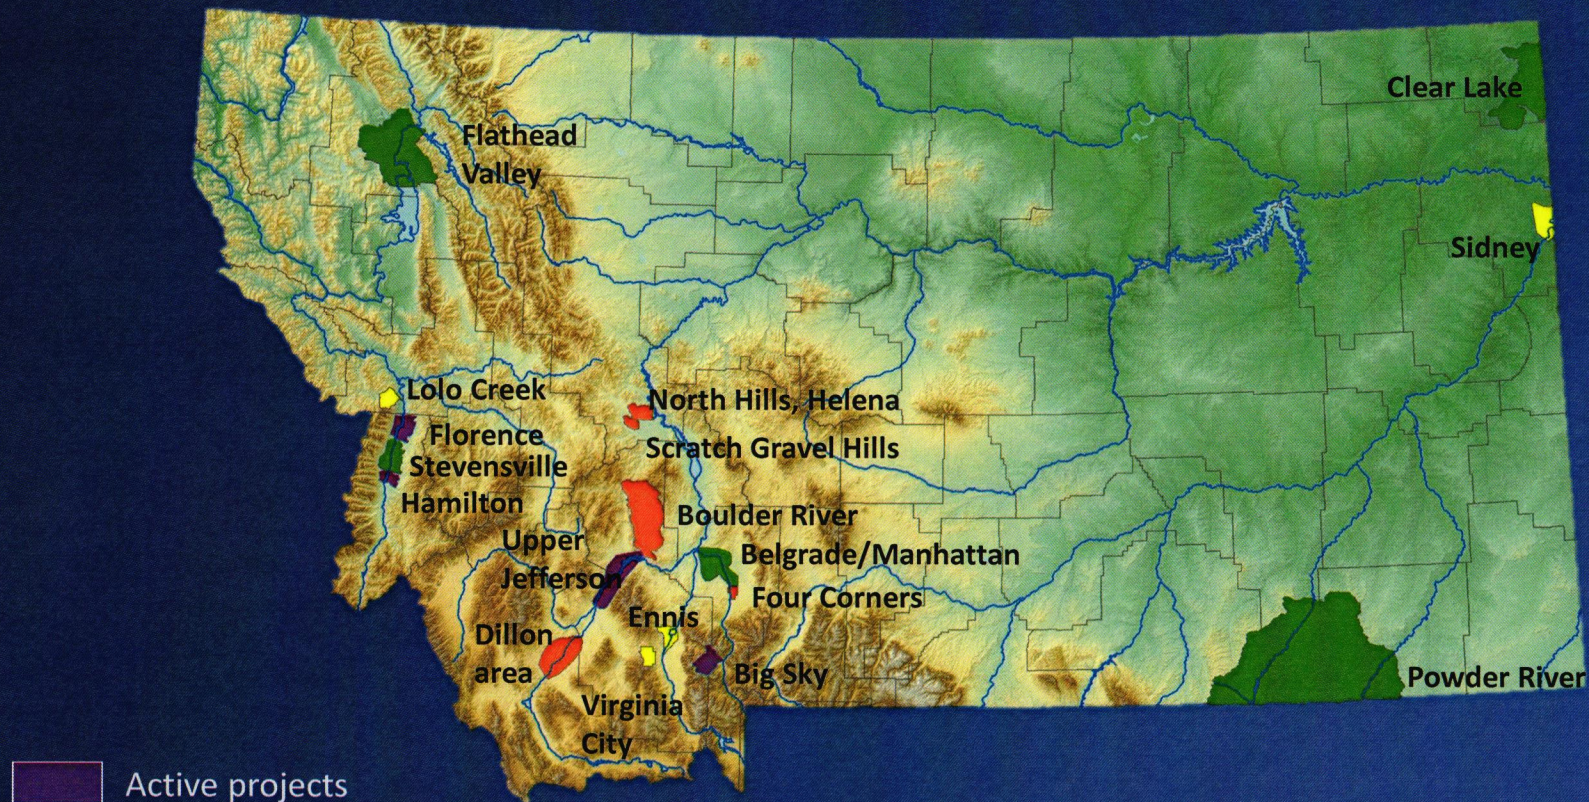 Clear Lake
Flathead
Valley
Sidney
Lolo Creek
North Hills, Helena
Florence
Scratch Gravel Hills
Stevensville
Hamilton
Boulder River
Upper
Jefferson
Belgrade/Manhattan
Four Corners
Ennis
Dillon
area
Big Sky
Powder River
Virginia
City
Active projects